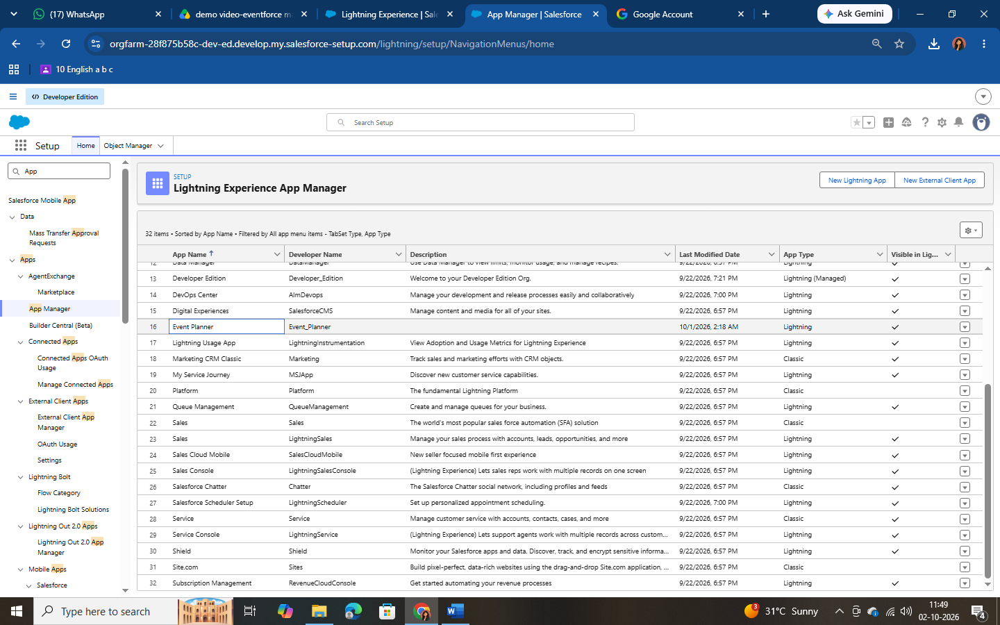 (17) WhatsApp
demo video-eventforce m
Lightning Experience | Sale
App Manager | Salesforce
Google Account
Ask Gemini
orgfarm-28f875b58c-dev-ed.develop.my.salesforce-setup.com/lightning/setup/NavigationMenus/home
10 English a b c
Developer Edition
Search Setup
Setup
Home
Object Manager
App
Salesforce Mobile App
Data
Mass Transfer Approval
Requests
Apps
AgentExchange
Marketplace
App Manager
Builder Central (Beta)
Connected Apps
Connected Apps OAuth
Usage
Manage Connected Apps
External Client Apps
External Client App
Manager
OAuth Usage
Settings
Lightning Bolt
Flow Category
Lightning Bolt Solutions
Lightning Out 2.0 Apps
Lightning Out 2.0 App
Manager
Mobile Apps
Salesforce
SETUP
Lightning Experience App Manager
New Lightning App
New External Client App
32 items • Sorted by App Name • Filtered by All app menu items - TabSet Type, App Type
App Name Developer Name Description Last Modified Date App Type Visible in Lig...
12 Data Manager DataManager Use Data Manager to view limits, monitor usage, and manage recipes. 9/22/2026, 6:57 PM Lightning
13 Developer Edition Developer_Edition Welcome to your Developer Edition Org. 9/22/2026, 7:21 PM Lightning (Managed)
14 DevOps Center AlmDevops Manage your development and release processes easily and collaboratively 9/22/2026, 7:00 PM Lightning
15 Digital Experiences SalesforceCMS Manage content and media for all of your sites. 9/22/2026, 6:57 PM Lightning
16 Event Planner Event_Planner 10/1/2026, 2:18 AM Lightning
17 Lightning Usage App LightningInstrumentation View Adoption and Usage Metrics for Lightning Experience 9/22/2026, 6:57 PM Lightning
18 Marketing CRM Classic Marketing Track sales and marketing efforts with CRM objects. 9/22/2026, 6:57 PM Classic
19 My Service Journey MSJApp Discover new customer service capabilities. 9/22/2026, 6:57 PM Lightning
20 Platform Platform The fundamental Lightning Platform 9/22/2026, 6:57 PM Classic
21 Queue Management QueueManagement Create and manage queues for your business. 9/22/2026, 6:57 PM Lightning
22 Sales Sales The world's most popular sales force automation (SFA) solution 9/22/2026, 6:57 PM Classic
23 Sales LightningSales Manage your sales process with accounts, leads, opportunities, and more 9/22/2026, 6:57 PM Lightning
24 Sales Cloud Mobile SalesCloudMobile New seller focused mobile first experience 9/22/2026, 6:57 PM Lightning
25 Sales Console LightningSalesConsole (Lightning Experience) Lets sales reps work with multiple records on one screen 9/22/2026, 6:57 PM Lightning
26 Salesforce Chatter Chatter The Salesforce Chatter social network, including profiles and feeds 9/22/2026, 6:57 PM Classic
27 Salesforce Scheduler Setup LightningScheduler Set up personalized appointment scheduling. 9/22/2026, 7:00 PM Lightning
28 Service Service Manage customer service with accounts, contacts, cases, and more 9/22/2026, 6:57 PM Classic
29 Service Console LightningService (Lightning Experience) Lets support agents work with multiple records across custom... 9/22/2026, 6:57 PM Lightning
30 Shield Shield Monitor your Salesforce apps and data. Discover, track, and encrypt sensitive informa... 9/22/2026, 6:57 PM Lightning
31 Site.com Sites Build pixel-perfect, data-rich websites using the drag-and-drop Site.com application, ... 9/22/2026, 6:57 PM Classic
32 Subscription Management RevenueCloudConsole Get started automating your revenue processes 9/22/2026, 6:57 PM Lightning
Type here to search
3
31°C Sunny
11:49
02-10-2026
4